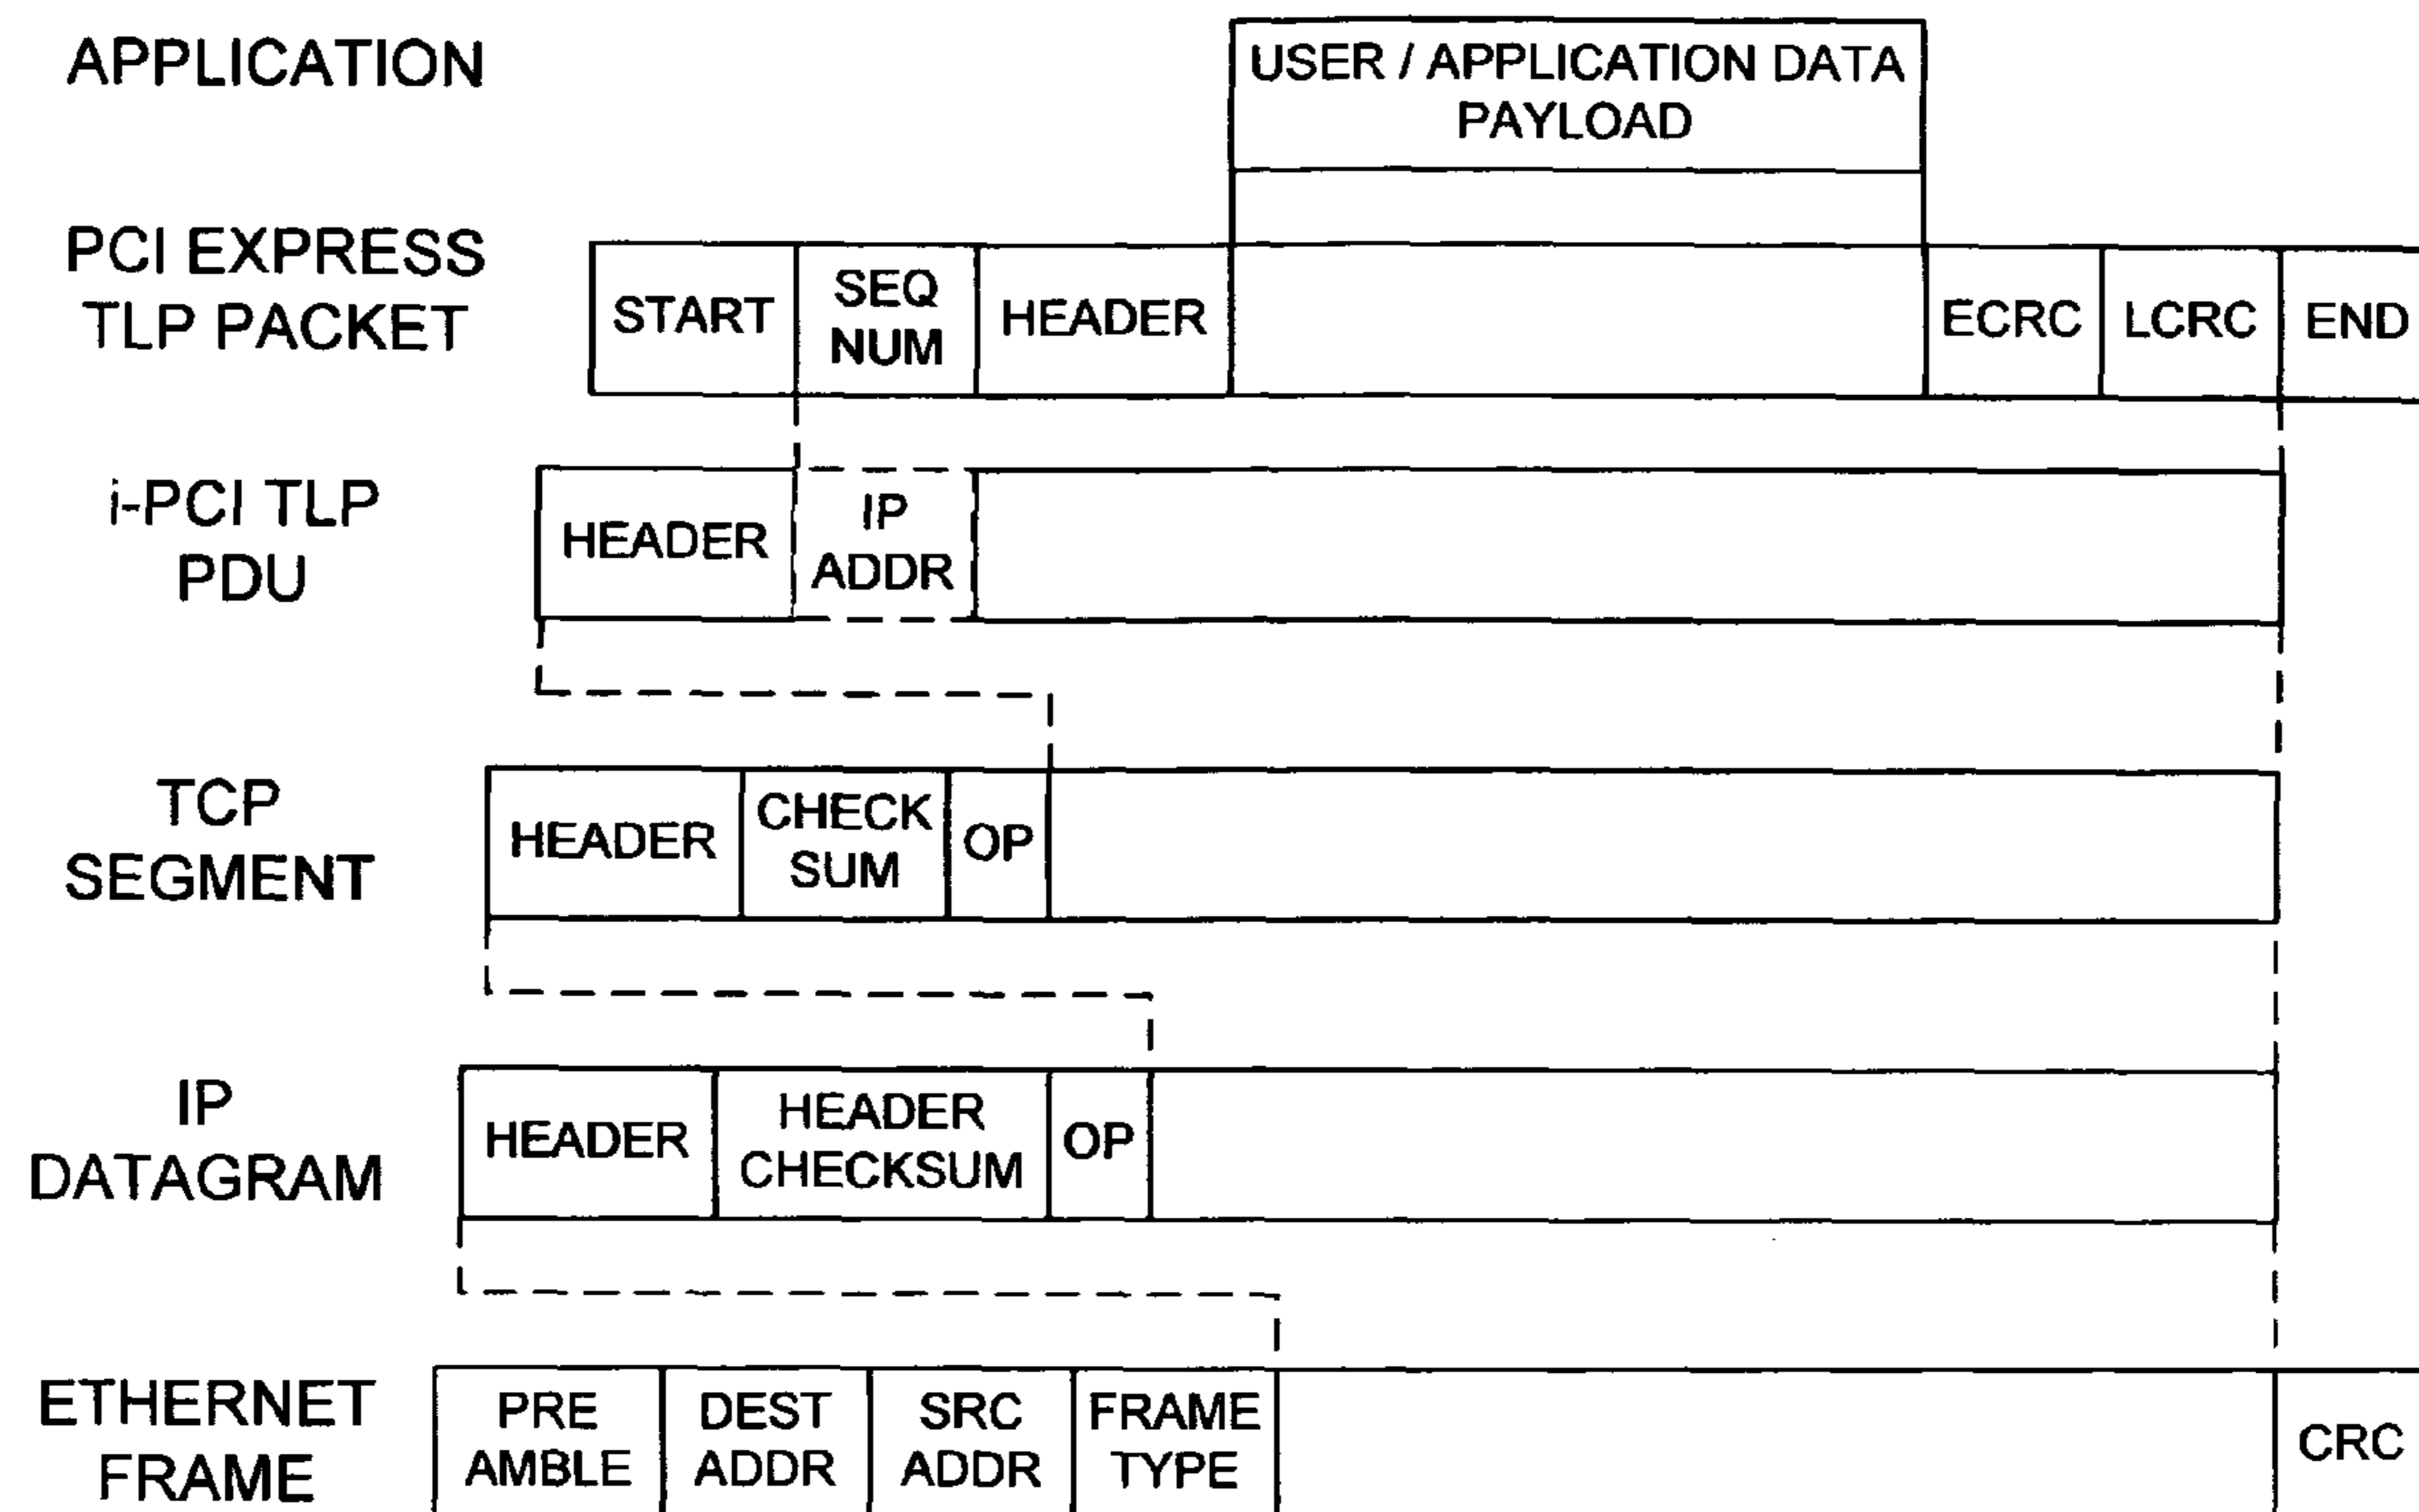 APPLICATION
USER / APPLICATION DATA
PAYLOAD
PCI EXPRESS
TLP PACKET
START
SEQ
NUM
HEADER
ECRC
LCRC
END
i-PCI TLP
PDU
HEADER
IP
ADDR
TCP
SEGMENT
HEADER
CHECK
SUM
OP
IP
DATAGRAM
HEADER
HEADER
CHECKSUM
OP
ETHERNET
FRAME
PRE
AMBLE
DEST
ADDR
SRC
ADDR
FRAME
TYPE
CRC